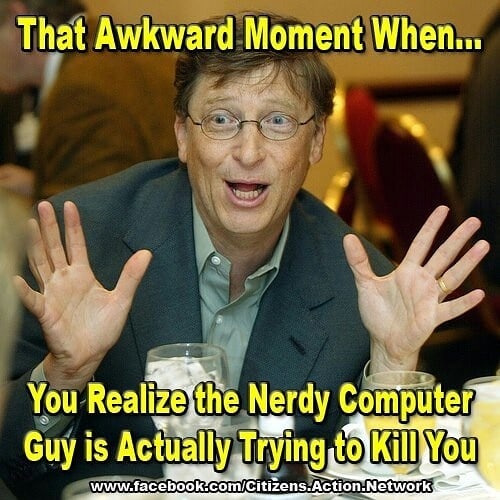 That Awkward Moment When...
You Realize the Nerdy Computer
Guy is Actually Trying to Kill You
www.facebook.com/Citizens.Action.Network